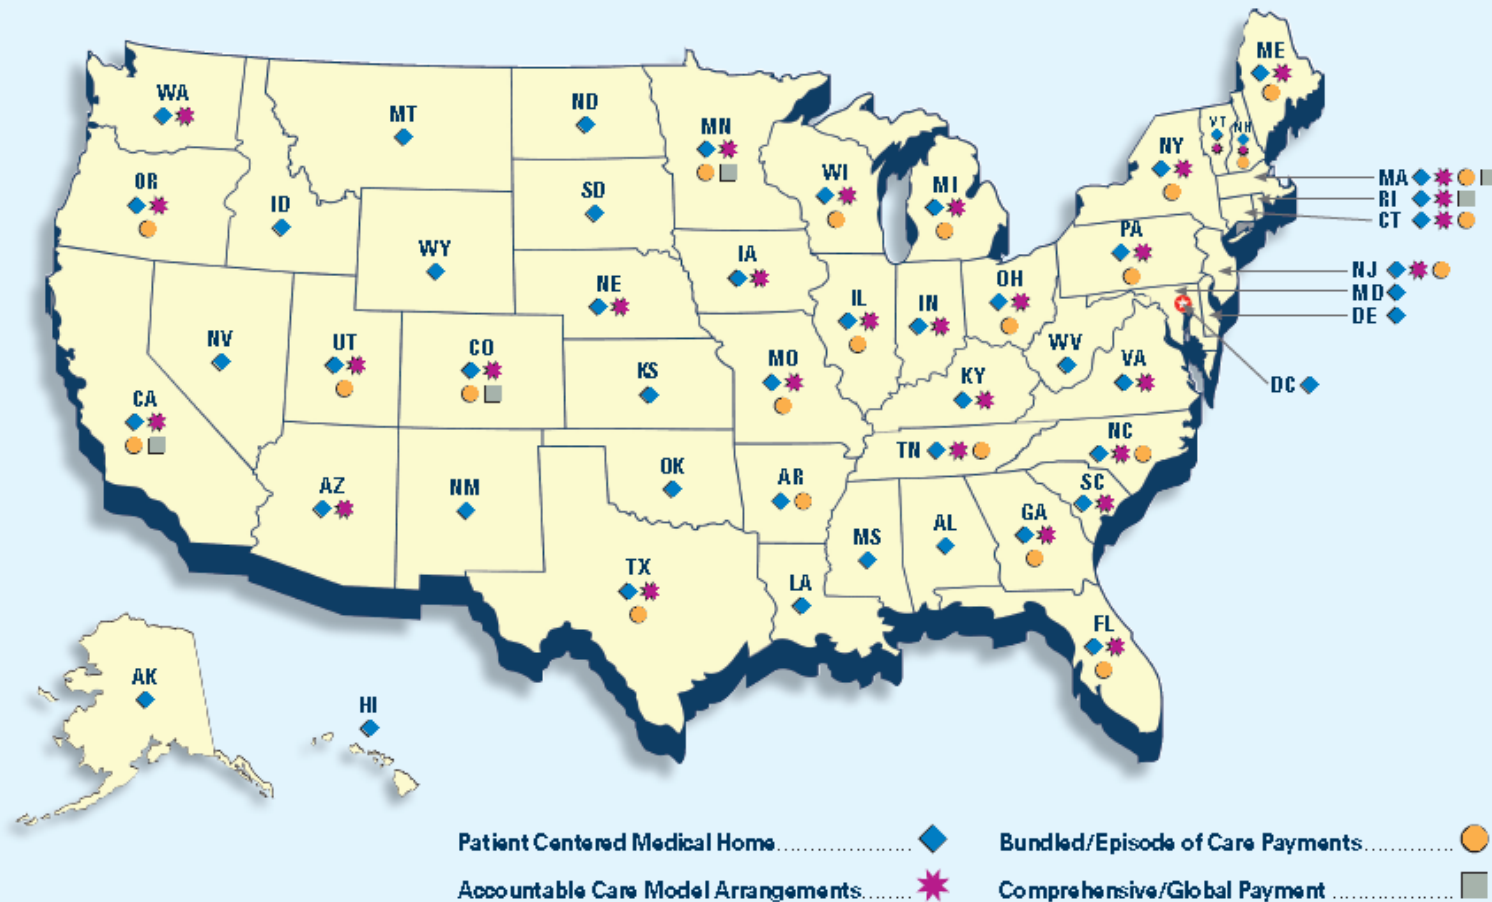 ME
WA
MT
ND
MN
VT
NH
NY
WI
MI
MA
OR
ID
SD
RI
CT
PA
WY
IA
NE
NJ
OH
MD
IL
IN
DE
NV
UT
CO
WV
VA
MO
KS
KY
DC
CA
NC
TN
OK
AR
SC
AZ
NM
GA
MS
AL
TX
LA
FL
AK
HI
Patient Centered Medical Home.....................
Bundled/Episode of Care Payments..............
Accountable Care Model Arrangements........
Comprehensive/Global Payment ...................